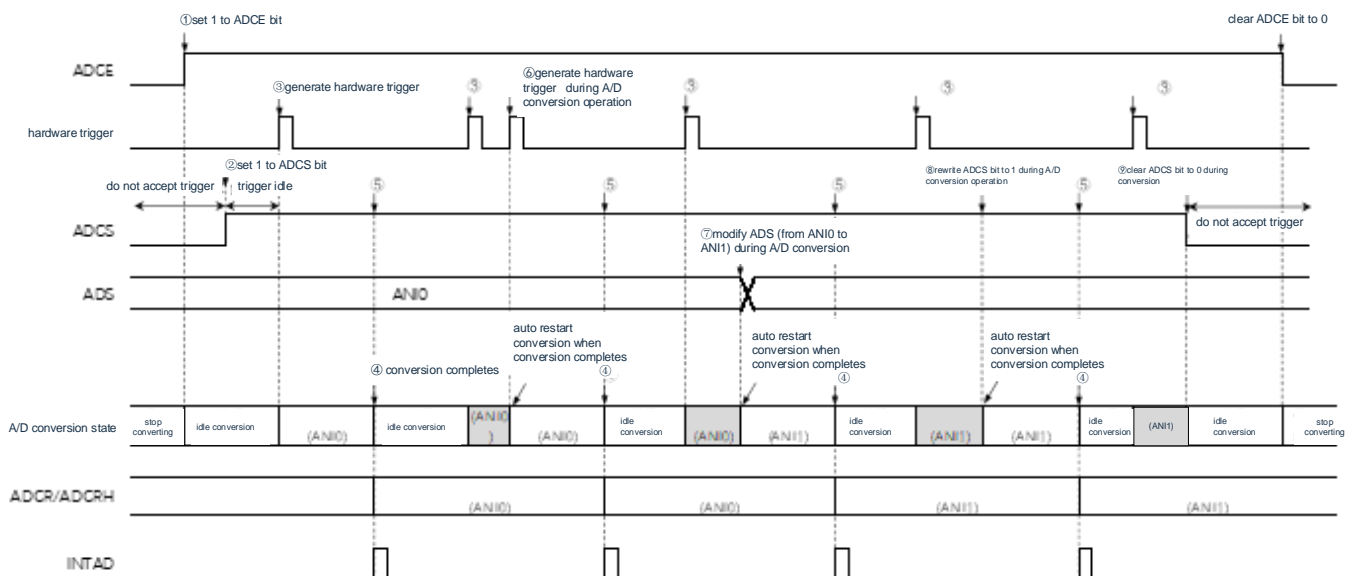 ①set 1 to ADCE bit
clear ADCE bit to 0
ADCE
③generate hardware trigger
③
⑥generate hardware
trigger during A/D
conversion operation
③
③
③
hardware trigger
②set 1 to ADCS bit
do not accept trigger
trigger idle
⑤
⑤
⑤
⑧rewrite ADCS bit to 1 during A/D
conversion operation
⑤
⑨clear ADCS bit to 0 during
conversion
do not accept trigger
ADCS
⑦modify ADS (from ANI0 to
ANI1) during A/D conversion
ADS
ANI0
④ conversion completes
auto restart
conversion when
conversion completes
④
auto restart
conversion when
conversion completes
④
auto restart
conversion when
conversion completes
④
A/D conversion state
stop
converting
idle conversion
(ANI0)
idle conversion
(ANI0
)
(ANI0)
idle
conversion
(ANI0)
(ANI1)
idle
conversion
(ANI1)
(ANI1)
idle
conversion
(ANI1)
idle
conversion
stop
converting
ADCR/ADCRH
(ANI0)
(ANI0)
(ANI1)
(ANI1)
INTAD